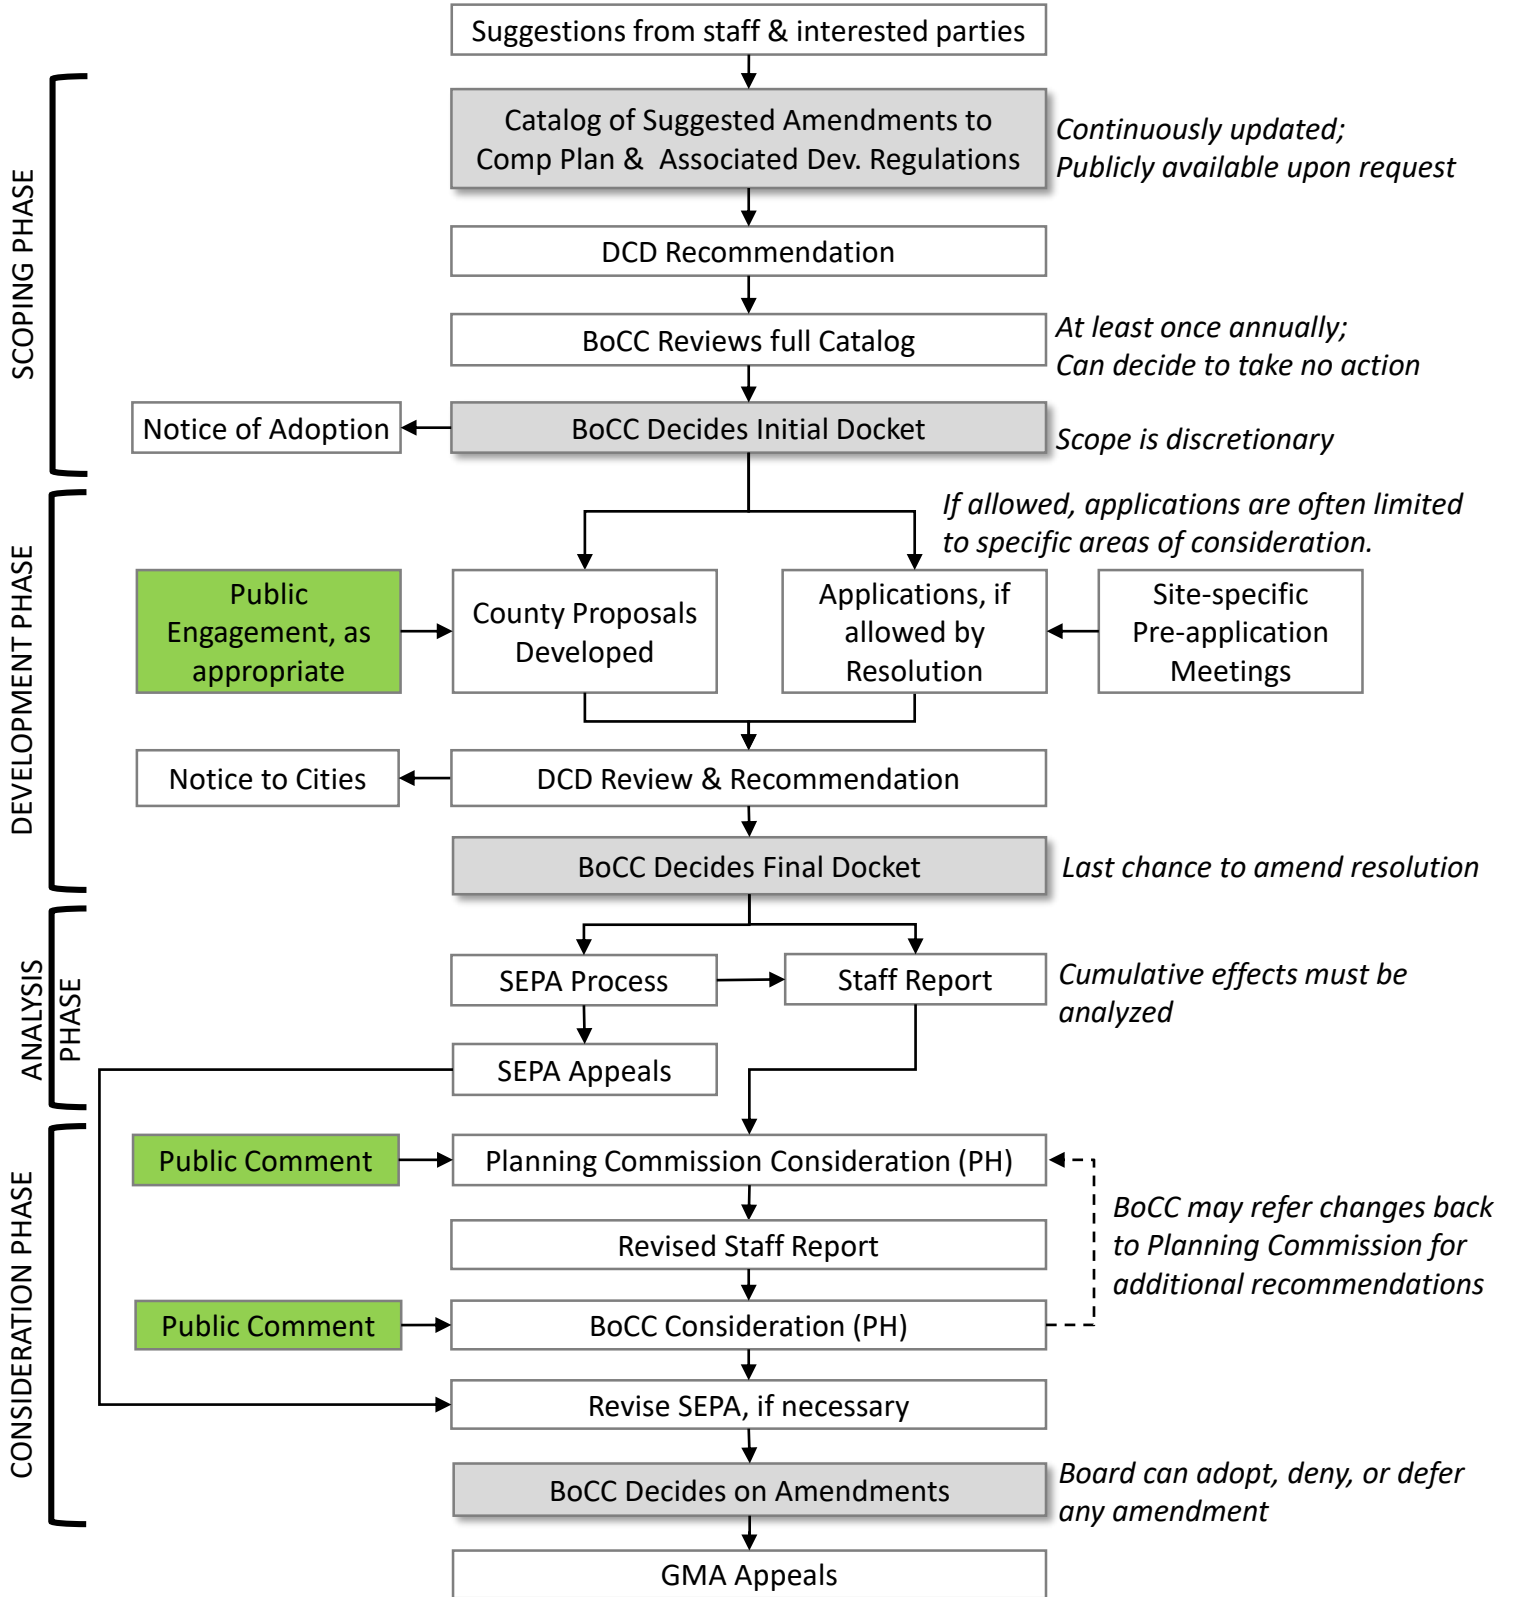 Suggestions from staff & interested parties
SCOPING PHASE
Catalog of Suggested Amendments to
Comp Plan & Associated Dev. Regulations
Continuously updated;
Publicly available upon request
DCD Recommendation
BoCC Reviews full Catalog
At least once annually;
Can decide to take no action
Notice of Adoption
BoCC Decides Initial Docket
Scope is discretionary
DEVELOPMENT PHASE
If allowed, applications are often limited
to specific areas of consideration.
Public
Engagement, as
appropriate
County Proposals
Developed
Applications, if
allowed by
Resolution
Site-specific
Pre-application
Meetings
Notice to Cities
DCD Review & Recommendation
BoCC Decides Final Docket
Last chance to amend resolution
ANALYSIS
PHASE
SEPA Process
Staff Report
Cumulative effects must be
analyzed
SEPA Appeals
CONSIDERATION PHASE
Public Comment
Planning Commission Consideration (PH)
BoCC may refer changes back
to Planning Commission for
additional recommendations
Revised Staff Report
Public Comment
BoCC Consideration (PH)
Revise SEPA, if necessary
BoCC Decides on Amendments
Board can adopt, deny, or defer
any amendment
GMA Appeals